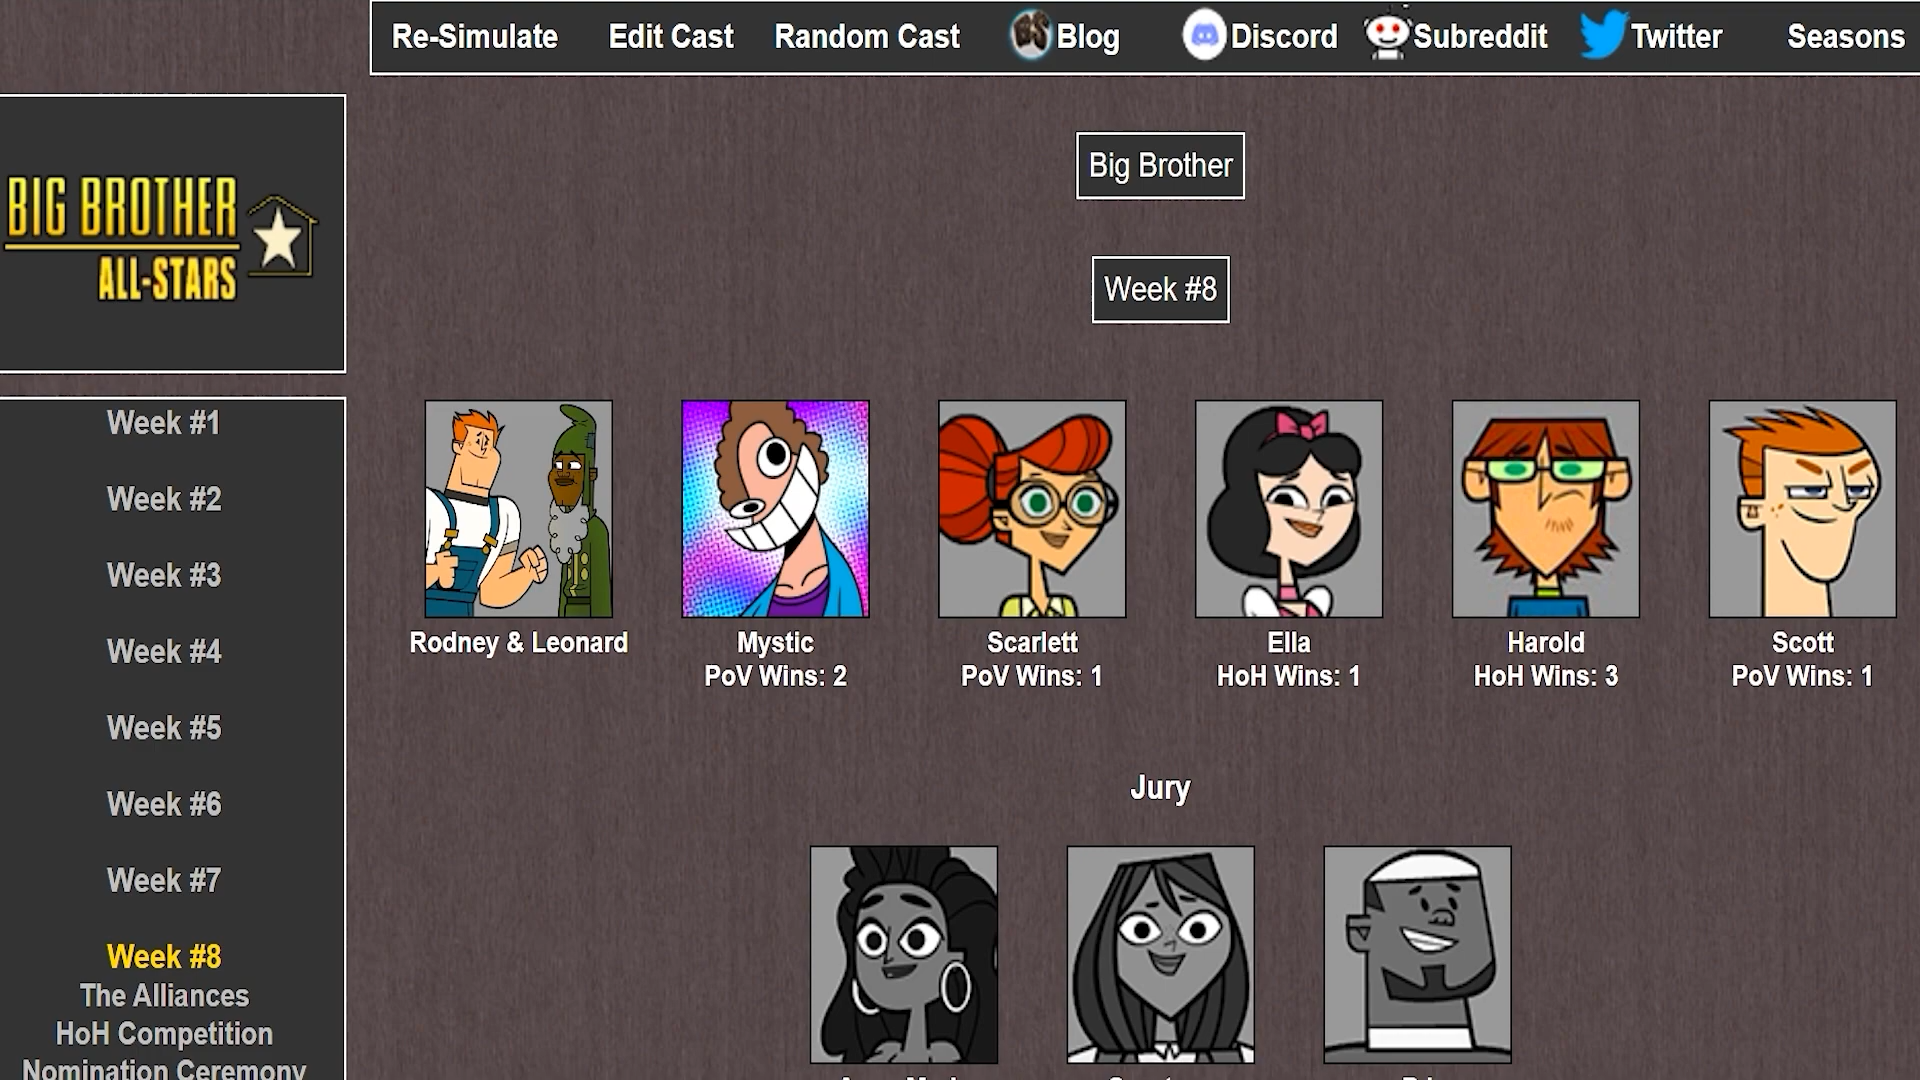 Re-Simulate Edit Cast Random Cast Blog Discord Subreddit Twitter Seasons
BIG BROTHER
ALL-STARS
Big Brother
Week #8
Week #1
Week #2
Week #3
Week #4
Week #5
Week #6
Week #7
Week #8
The Alliances
HoH Competition
Nomination Ceremony
Rodney & Leonard
Mystic
PoV Wins: 2
Scarlett
PoV Wins: 1
Ella
HoH Wins: 1
Harold
HoH Wins: 3
Scott
PoV Wins: 1
Jury